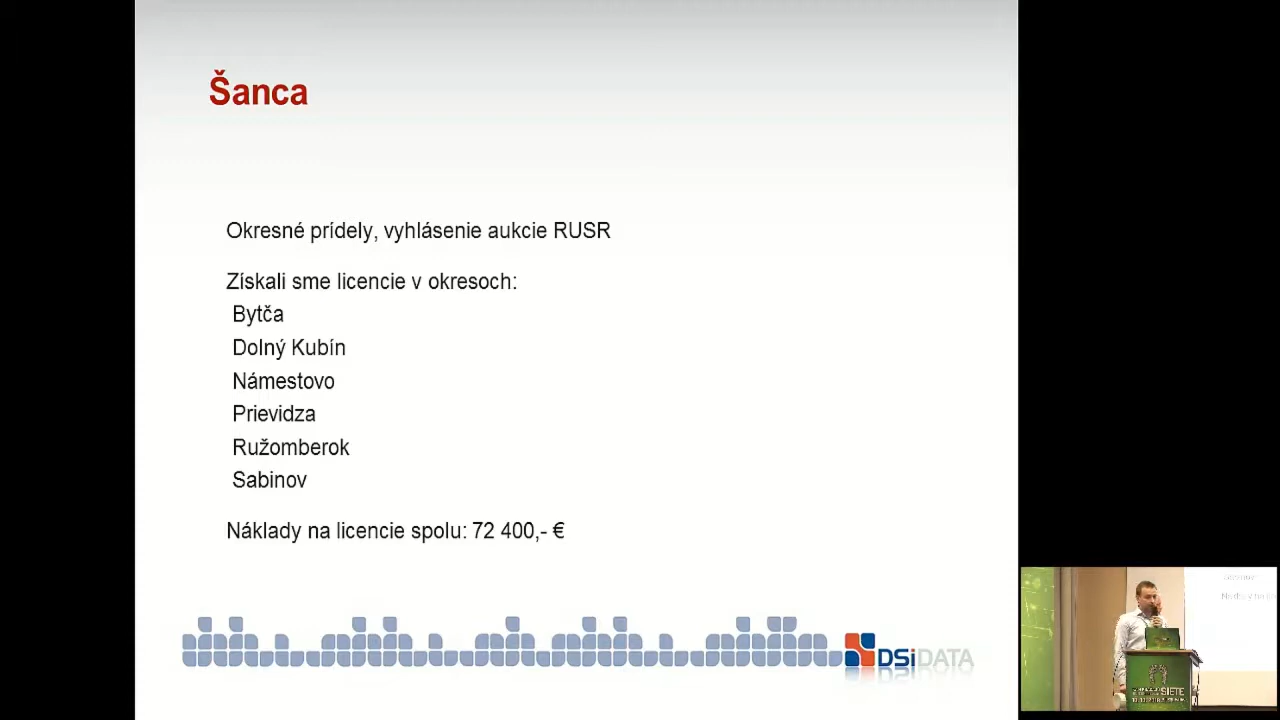 Šanca
Okresné prídely, vyhlásenie aukcie RUSR
Získali sme licencie v okresoch:
Bytča
Dolný Kubín
Námestovo
Prievidza
Ružomberok
Sabinov
Náklady na licencie spolu: 72 400,- €
DSiDATA
SIETE